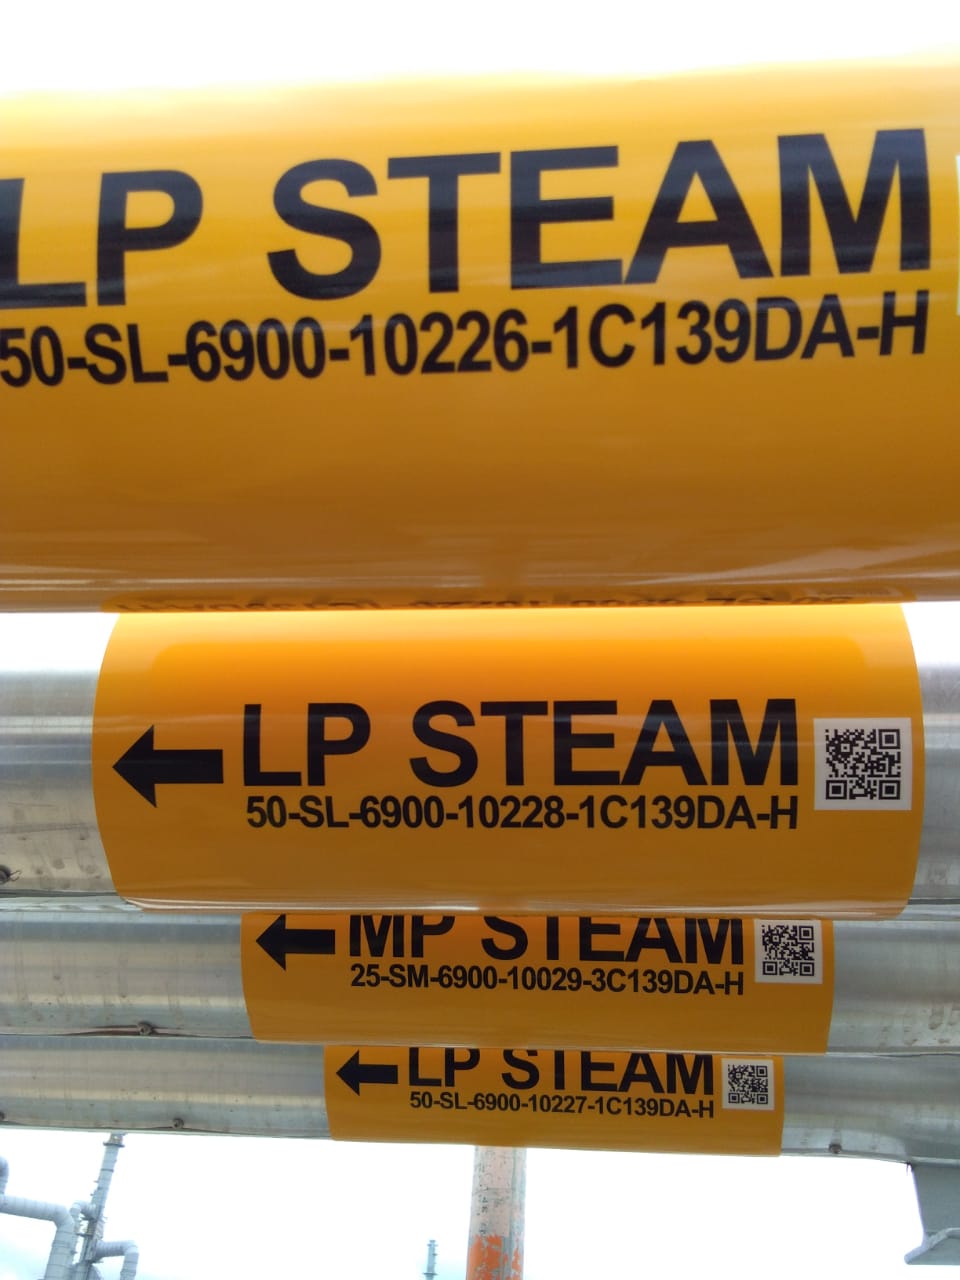 LP STEAM
50-SL-6900-10226-1C139DA-H
LP STEAM
50-SL-6900-10228-1C139DA-H
MP STEAM
25-SM-6900-10029-3C139DA-H
LP STEAM
50-SL-6900-10227-1C139DA-H